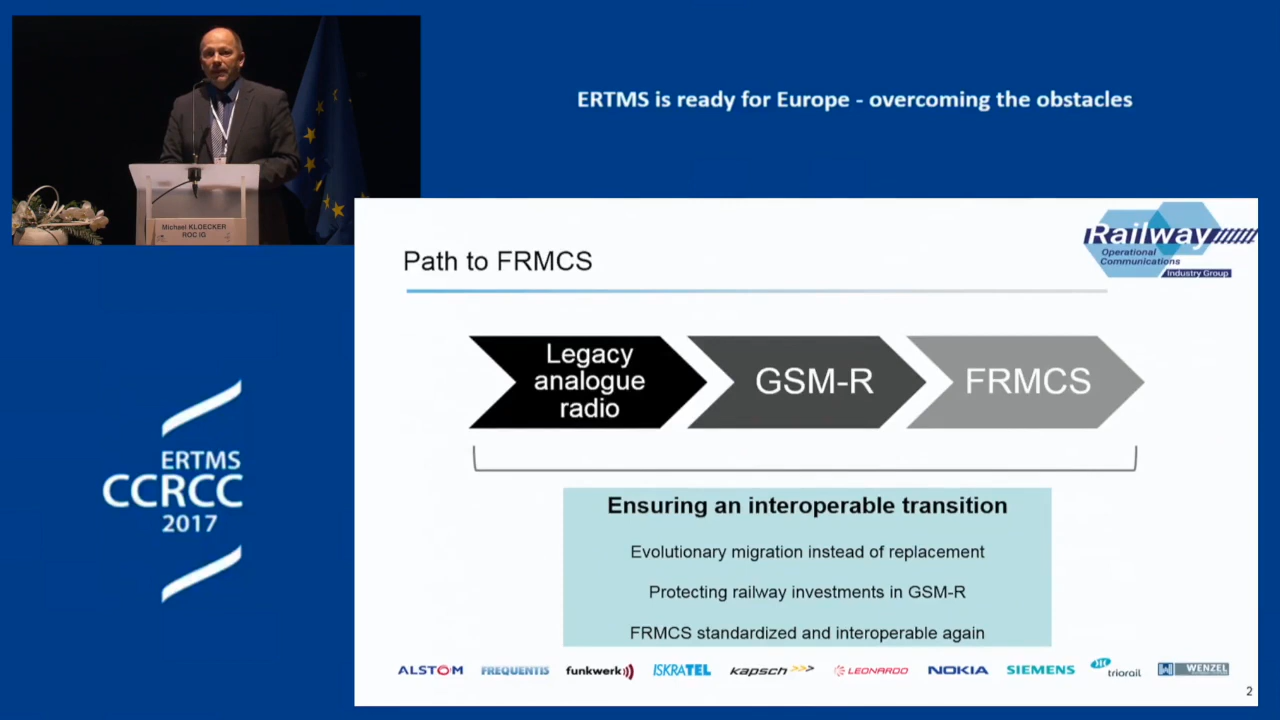 ERTMS is ready for Europe - overcoming the obstacles
Michael KLOECKER
ROC IG
Path to FRMCS
Railway
Operational
Communications
Industry Group
Legacy
analogue
radio
GSM-R
FRMCS
Ensuring an interoperable transition
Evolutionary migration instead of replacement
Protecting railway investments in GSM-R
FRMCS standardized and interoperable again
ALSTOM FREQUENTIS funkwerk ISKRATEL kapsch LEONARDO NOKIA SIEMENS triorail WENZEL
2
ERTMS
CCRCC
2017